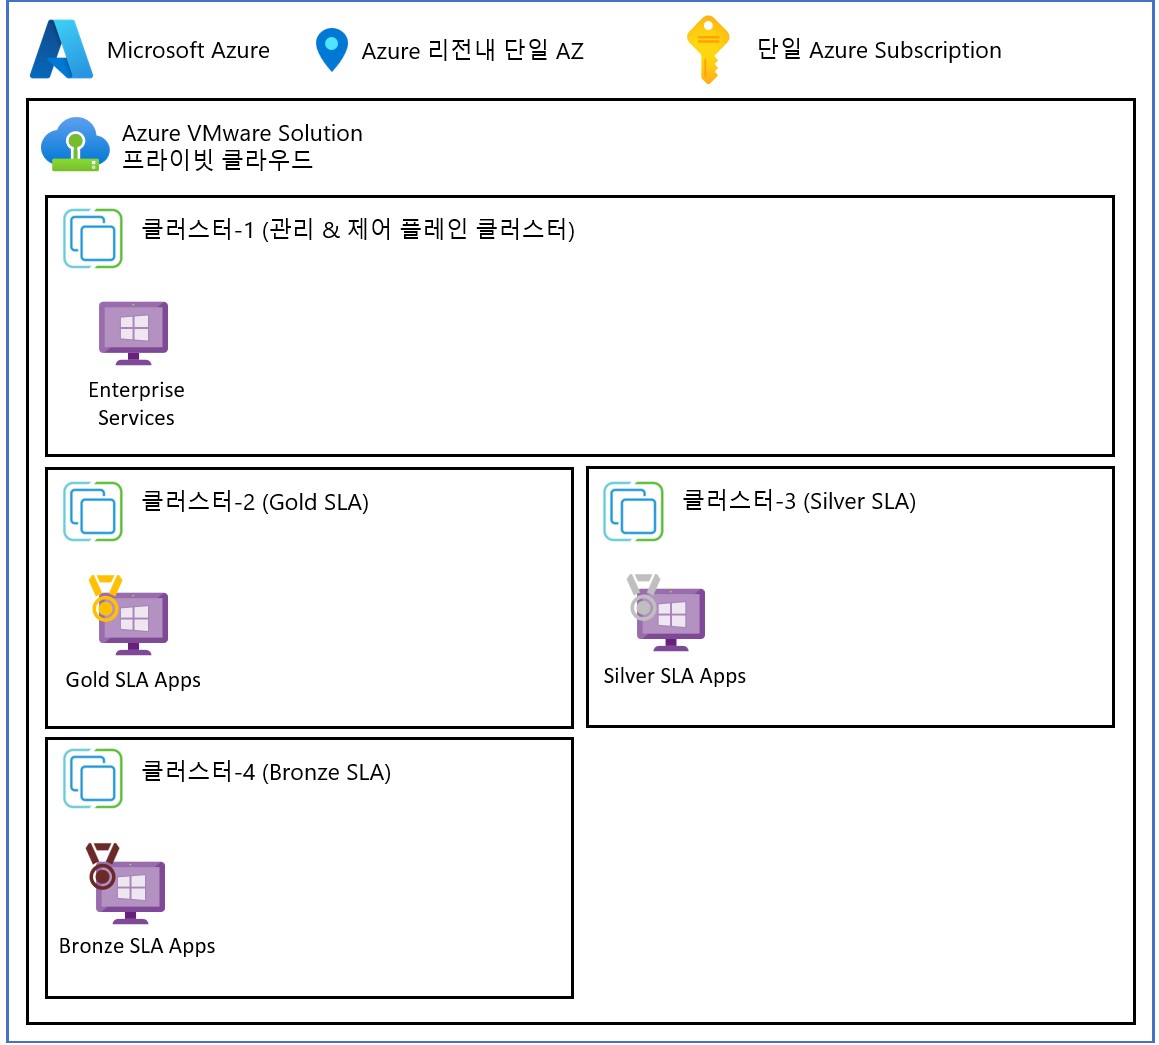 Microsoft Azure
Azure 리전내 단일 AZ
단일 Azure Subscription
Azure VMware Solution
프라이빗 클라우드
클러스터-1 (관리 & 제어 플레인 클러스터)
Enterprise
Services
클러스터-2 (Gold SLA)
Gold SLA Apps
클러스터-3 (Silver SLA)
Silver SLA Apps
클러스터-4 (Bronze SLA)
Bronze SLA Apps